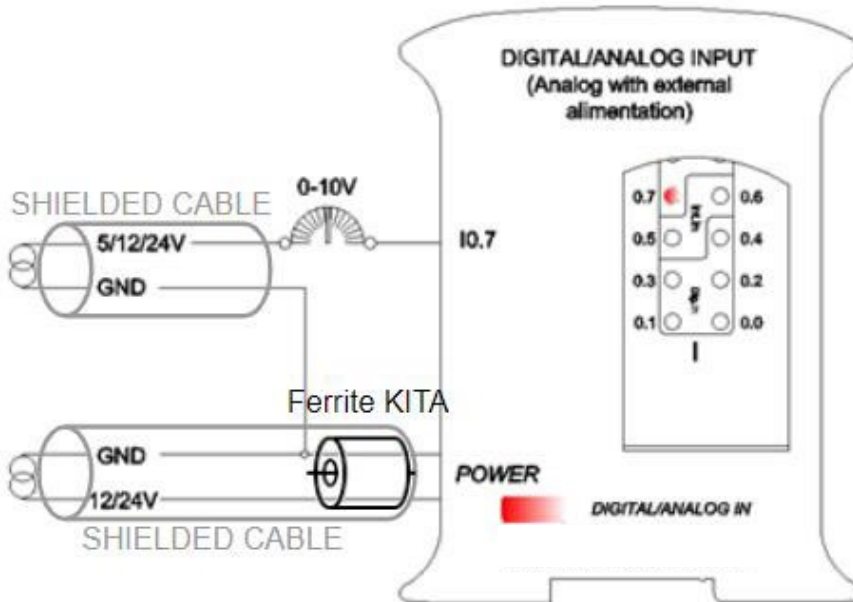 DIGITAL/ANALOG INPUT
(Analog with external
alimentation)
0-10V
SHIELDED CABLE
5/12/24V
I0.7
GND
0.7
0.6
Int.In
0.5
0.4
0.3
0.2
0.1
0.0
I
Ferrite KITA
GND
POWER
12/24V
DIGITAL/ANALOG IN
SHIELDED CABLE